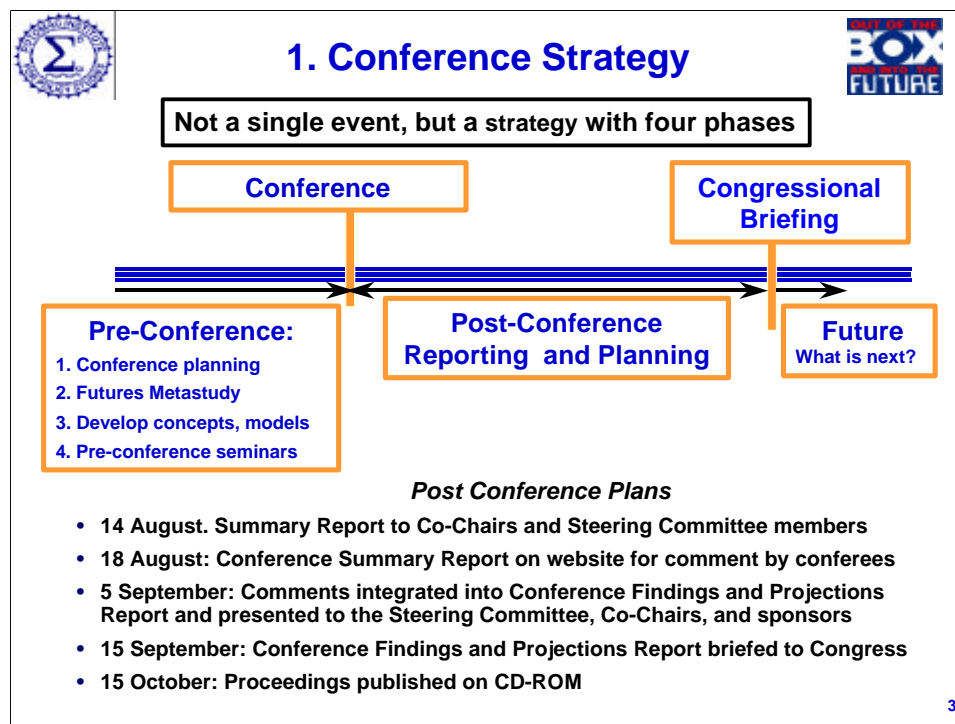 1. Conference Strategy
OUT OF THE
BOX
AND INTO THE
FUTURE
Σ
Not a single event, but a strategy with four phases
Conference
Congressional
Briefing
Pre-Conference:
1. Conference planning
2. Futures Metastudy
3. Develop concepts, models
4. Pre-conference seminars
Post-Conference
Reporting and Planning
Future
What is next?
Post Conference Plans
• 14 August. Summary Report to Co-Chairs and Steering Committee members
• 18 August: Conference Summary Report on website for comment by conferees
• 5 September: Comments integrated into Conference Findings and Projections
Report and presented to the Steering Committee, Co-Chairs, and sponsors
• 15 September: Conference Findings and Projections Report briefed to Congress
• 15 October: Proceedings published on CD-ROM
3